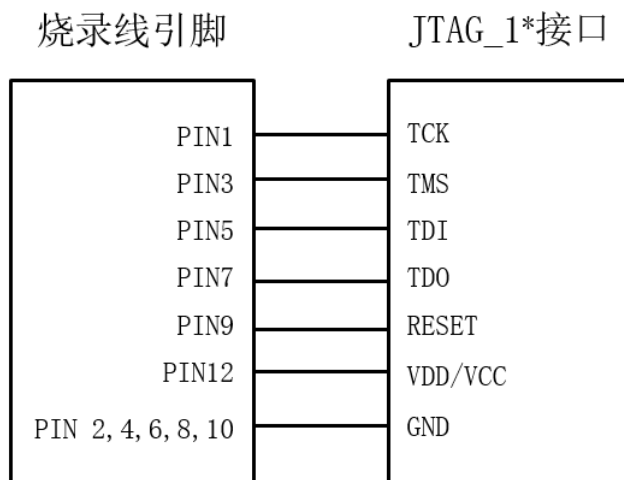 烧录线引脚 JTAG_1*接口
PIN1 TCK
PIN3 TMS
PIN5 TDI
PIN7 TDO
PIN9 RESET
PIN12 VDD/VCC
PIN 2,4,6,8,10 GND